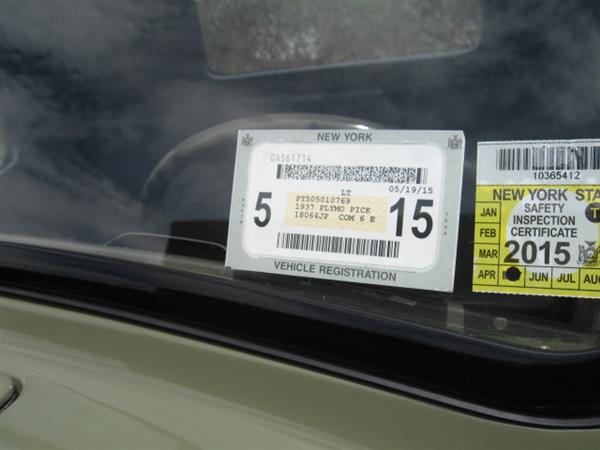 NEW YORK
GA561714
LT 05/19/15
5 PT505010769 15
1937 PLYMO PICK
18064JP COM 6 E
VEHICLE REGISTRATION
10365412
NEW YORK STA
JAN SAFETY T
FEB INSPECTION
CERTIFICATE
MAR 2015
APR JUN JUL AUG